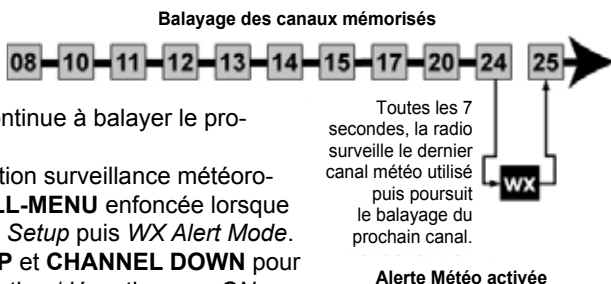 Balayage des canaux mémorisés
08 10 11 12 13 14 15 17 20 24 25
ontinue à balayer le pro-
tion surveillance météoro-
LL-MENU enfoncée lorsque
Setup puis WX Alert Mode.
P et CHANNEL DOWN pour
Toutes les 7
secondes, la radio
surveille le dernier
canal météo utilisé
puis poursuit
le balayage du
prochain canal.
WX
Alerte Météo activée